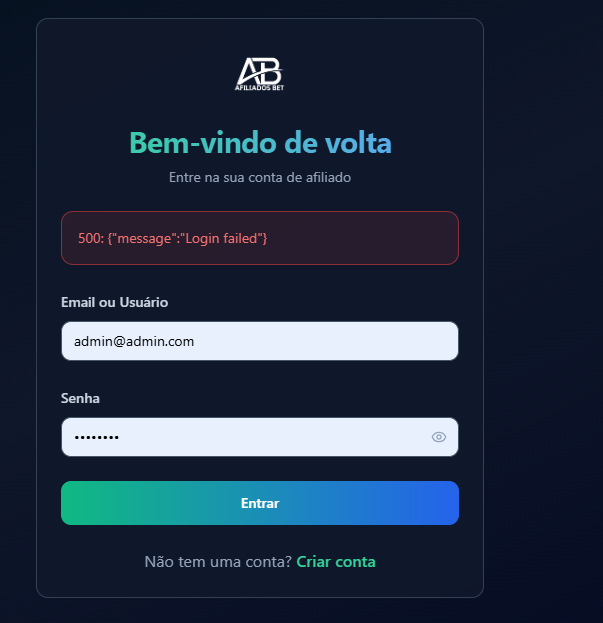 AB
AFILIADOS BET
Bem-vindo de volta
Entre na sua conta de afiliado
500: {"message":"Login failed"}
Email ou Usuário
admin@admin.com
Senha
••••••••
Entrar
Não tem uma conta? Criar conta